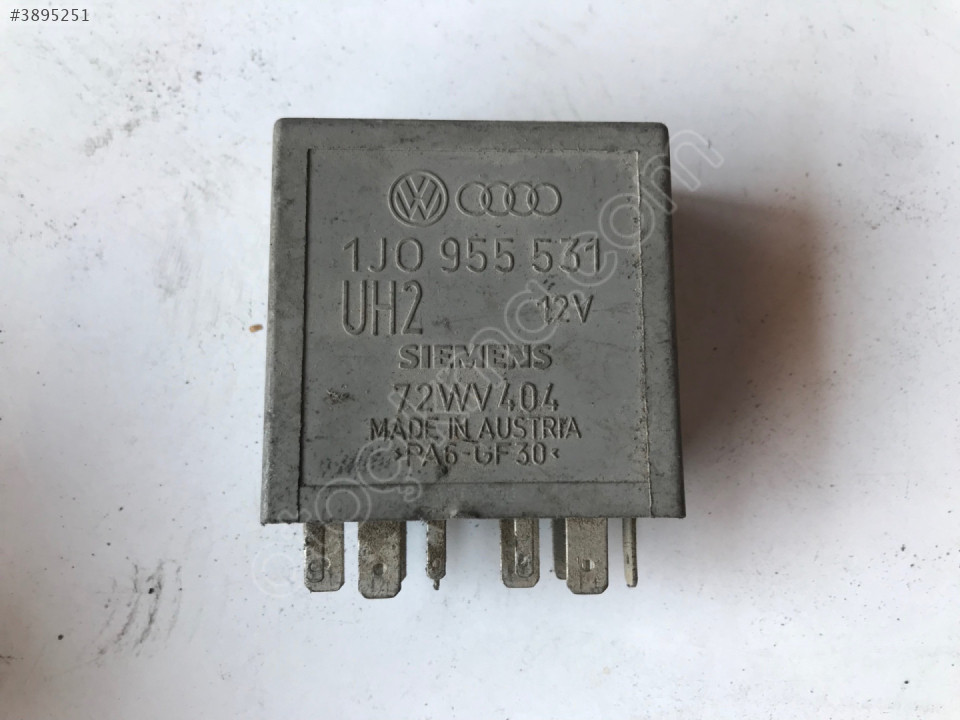 #3895251
1J0 955 531
UH2 12V
SIEMENS
72WV404
MADE IN AUSTRIA
>PA6-GF30<